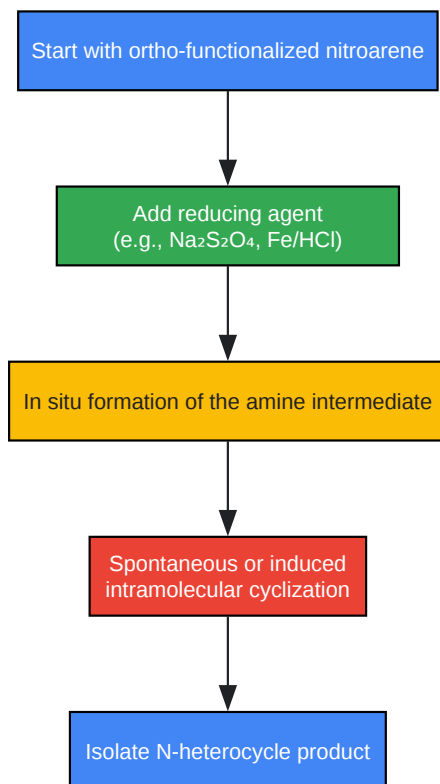 Start with ortho-functionalized nitroarene
Add reducing agent
(e.g., Na₂S₂O₄, Fe/HCl)
In situ formation of the amine intermediate
Spontaneous or induced
intramolecular cyclization
Isolate N-heterocycle product